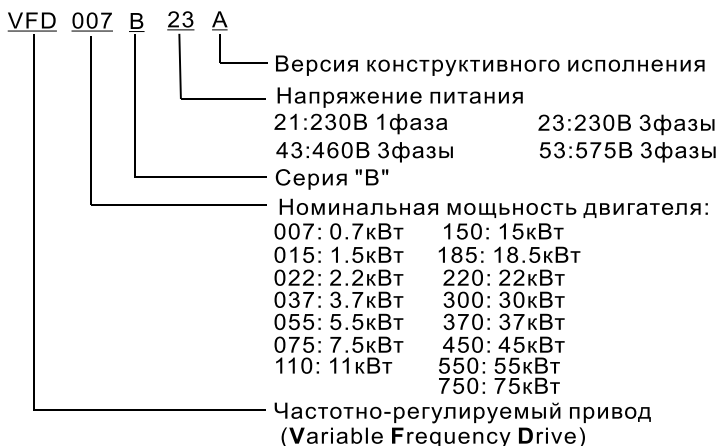 VFD 007 B 23 A
Версия конструктивного исполнения
Напряжение питания
21:230В 1фаза 23:230В 3фазы
43:460В 3фазы 53:575В 3фазы
Серия "В"
Номинальная мощьность двигателя:
007: 0.7кВт 150: 15кВт
015: 1.5кВт 185: 18.5кВт
022: 2.2кВт 220: 22кВт
037: 3.7кВт 300: 30кВт
055: 5.5кВт 370: 37кВт
075: 7.5кВт 450: 45кВт
110: 11кВт 550: 55кВт
750: 75кВт
Частотно-регулируемый привод
(Variable Frequency Drive)